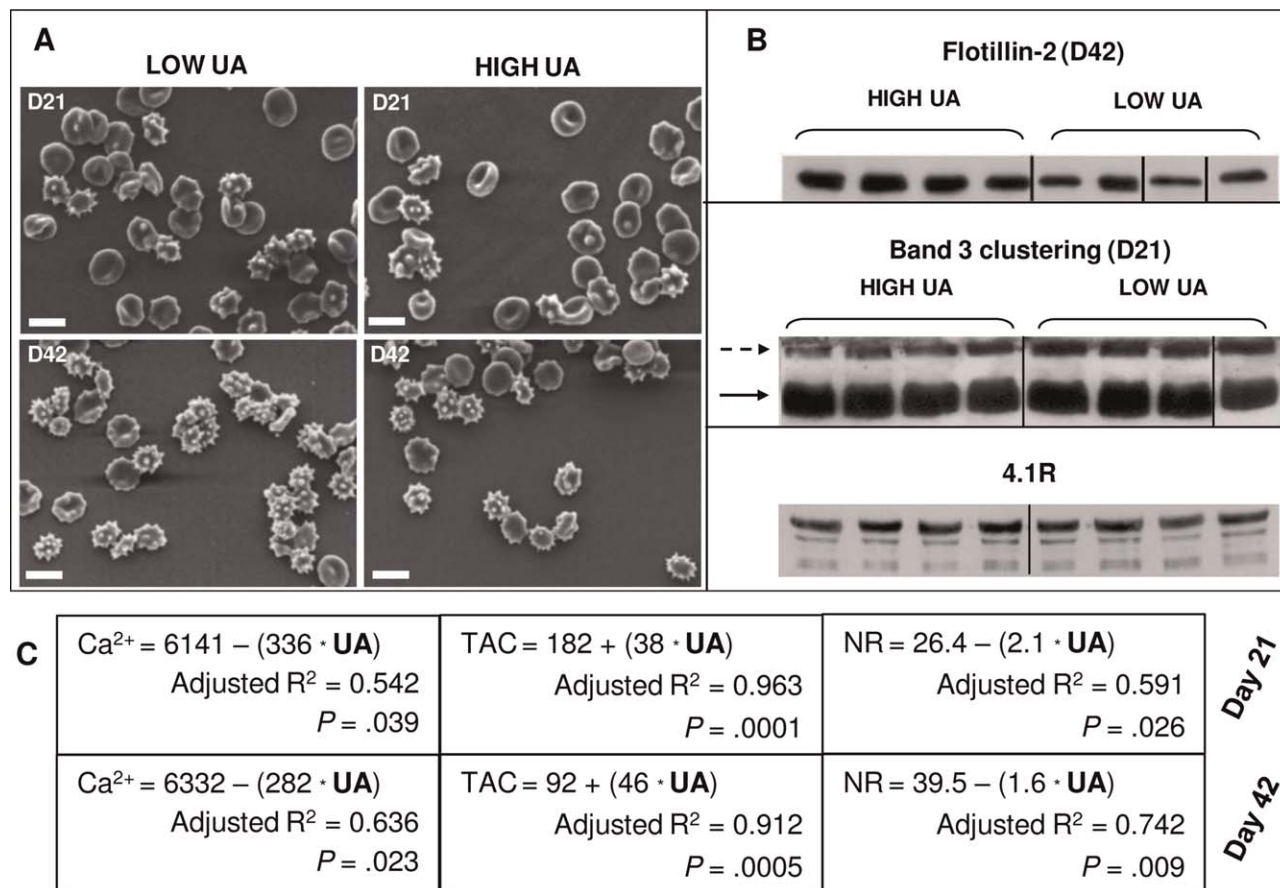 A
LOW UA
HIGH UA
D21
D21
D42
D42
B
Flotillin-2 (D42)
HIGH UA
LOW UA
Band 3 clustering (D21)
HIGH UA
LOW UA
4.1R
C
Ca²⁺ = 6141 – (336 * UA)
Adjusted R² = 0.542
P = .039
TAC = 182 + (38 * UA)
Adjusted R² = 0.963
P = .0001
NR = 26.4 – (2.1 * UA)
Adjusted R² = 0.591
P = .026
Day 21
Ca²⁺ = 6332 – (282 * UA)
Adjusted R² = 0.636
P = .023
TAC = 92 + (46 * UA)
Adjusted R² = 0.912
P = .0005
NR = 39.5 – (1.6 * UA)
Adjusted R² = 0.742
P = .009
Day 42